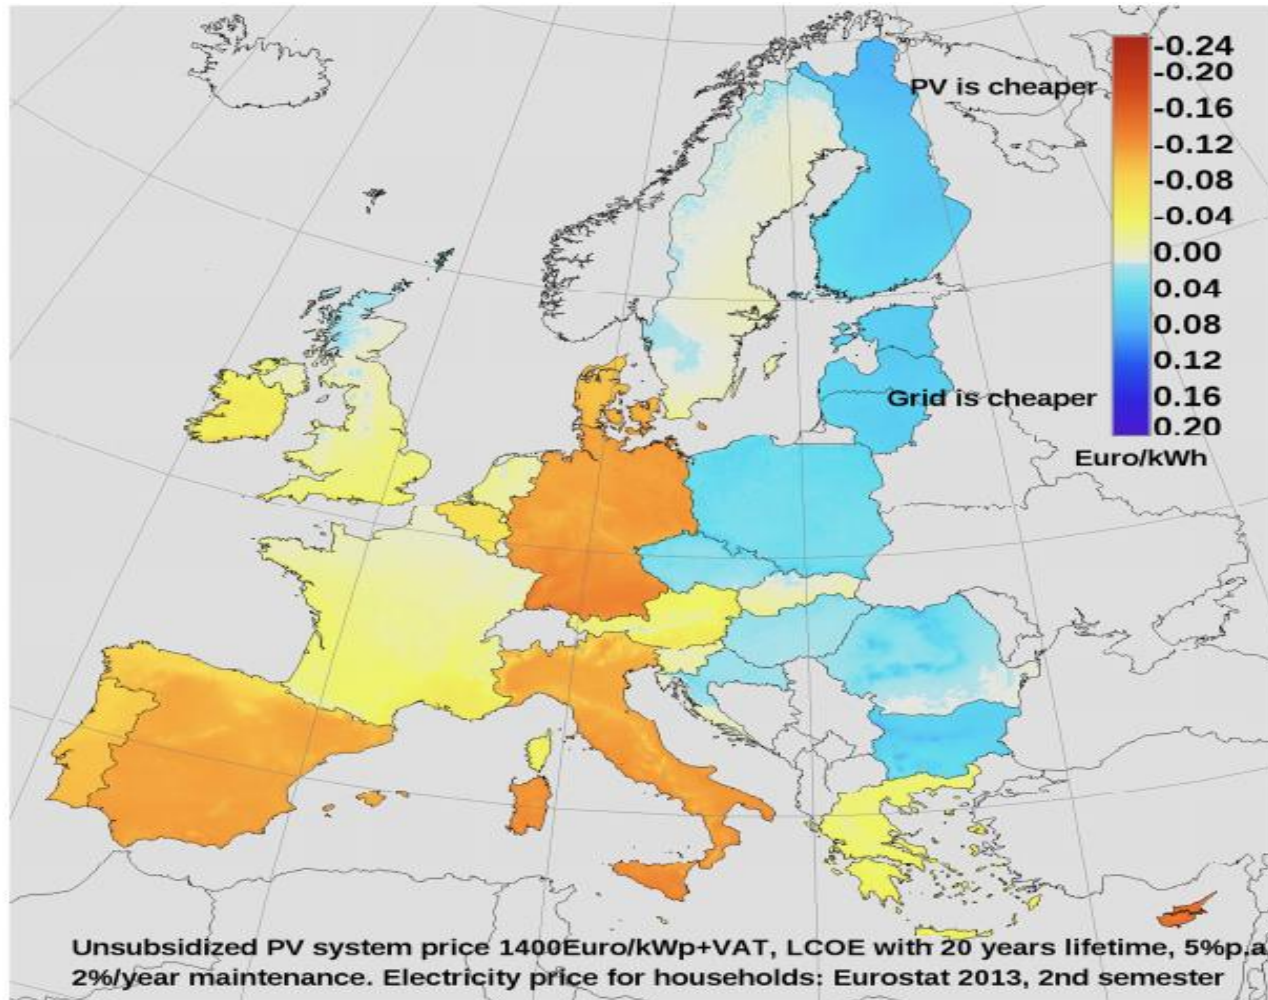 -0.24
-0.20
PV is cheaper
-0.16
-0.12
-0.08
-0.04
0.00
0.04
0.08
0.12
Grid is cheaper
0.16
0.20
Euro/kWh
Unsubsidized PV system price 1400Euro/kWp+VAT, LCOE with 20 years lifetime, 5%p.a
2%/year maintenance. Electricity price for households: Eurostat 2013, 2nd semester